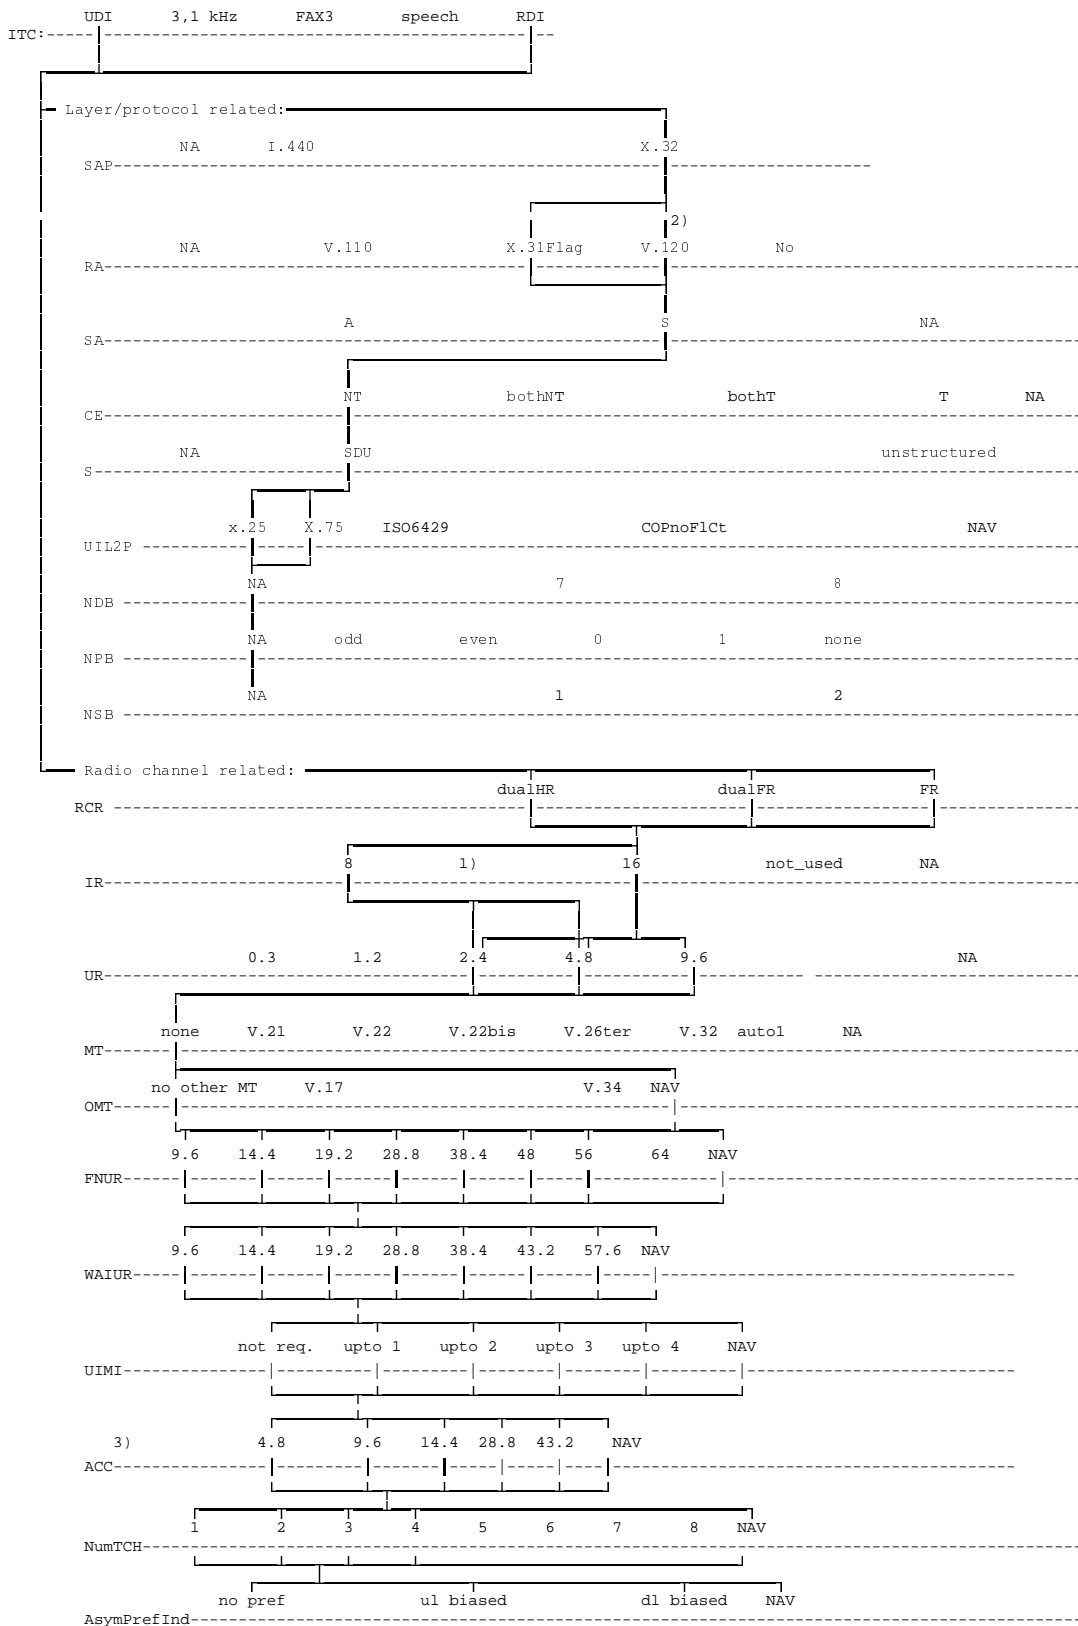 UDI 3,1 kHz FAX3 speech RDI
ITC:
Layer/protocol related:
NA I.440 X.32
SAP
2)
NA V.110 X.31Flag V.120 No
RA
A S NA
SA
NT bothNT bothT T NA
CE
NA SDU unstructured
S
x.25 X.75 ISO6429 COPnoFlCt NAV
UIL2P
NA 7 8
NDB
NA odd even 0 1 none
NPB
NA 1 2
NSB
Radio channel related:
dualHR dualFR FR
RCR
8 1) 16 not_used NA
IR
0.3 1.2 2.4 4.8 9.6 NA
UR
none V.21 V.22 V.22bis V.26ter V.32 auto1 NA
MT
no other MT V.17 V.34 NAV
OMT
9.6 14.4 19.2 28.8 38.4 48 56 64 NAV
FNUR
9.6 14.4 19.2 28.8 38.4 43.2 57.6 NAV
WAIUR
not req. upto 1 upto 2 upto 3 upto 4 NAV
UIMI
3) 4.8 9.6 14.4 28.8 43.2 NAV
ACC
1 2 3 4 5 6 7 8 NAV
NumTCH
no pref ul biased dl biased NAV
AsymPrefInd